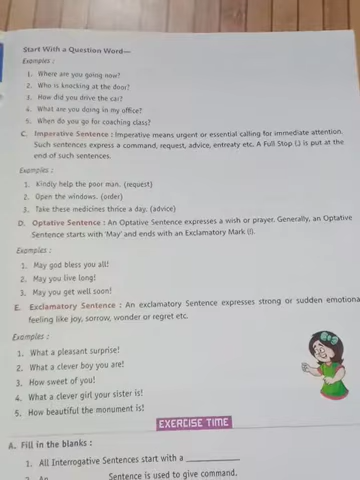 Start With a Question Word—
Examples :
1. Where are you going now?
2. Who is knocking at the door?
3. How did you drive the car?
4. What are you doing in my office?
5. When do you go for coaching class?
C. Imperative Sentence : Imperative means urgent or essential calling for immediate attention.
Such sentences express a command, request, advice, entreaty etc. A Full Stop (.) is put at the
end of such sentences.
Examples :
1. Kindly help the poor man. (request)
2. Open the windows. (order)
3. Take these medicines thrice a day. (advice)
D. Optative Sentence : An Optative Sentence expresses a wish or prayer. Generally, an Optative
Sentence starts with 'May' and ends with an Exclamatory Mark (!).
Examples :
1. May god bless you all!
2. May you live long!
3. May you get well soon!
E. Exclamatory Sentence : An exclamatory Sentence expresses strong or sudden emotiona
feeling like joy, sorrow, wonder or regret etc.
Examples :
1. What a pleasant surprise!
2. What a clever boy you are!
3. How sweet of you!
4. What a clever girl your sister is!
5. How beautiful the monument is!
EXERCISE TIME
A. Fill in the blanks :
1. All Interrogative Sentences start with a
2. An Sentence is used to give command.